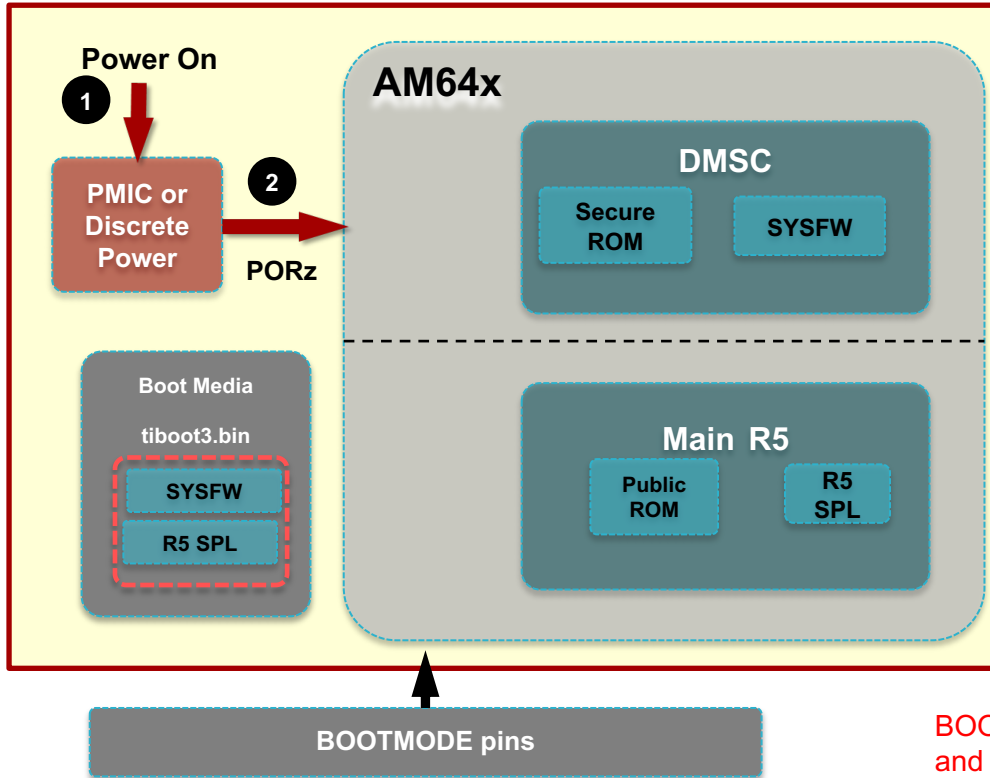 Power On
1
PMIC or
Discrete
Power
2
PORz
AM64x
DMSC
Secure
ROM
SYSFW
Boot Media
tiboot3.bin
SYSFW
R5 SPL
Main R5
Public
ROM
R5
SPL
BOOTMODE pins
and